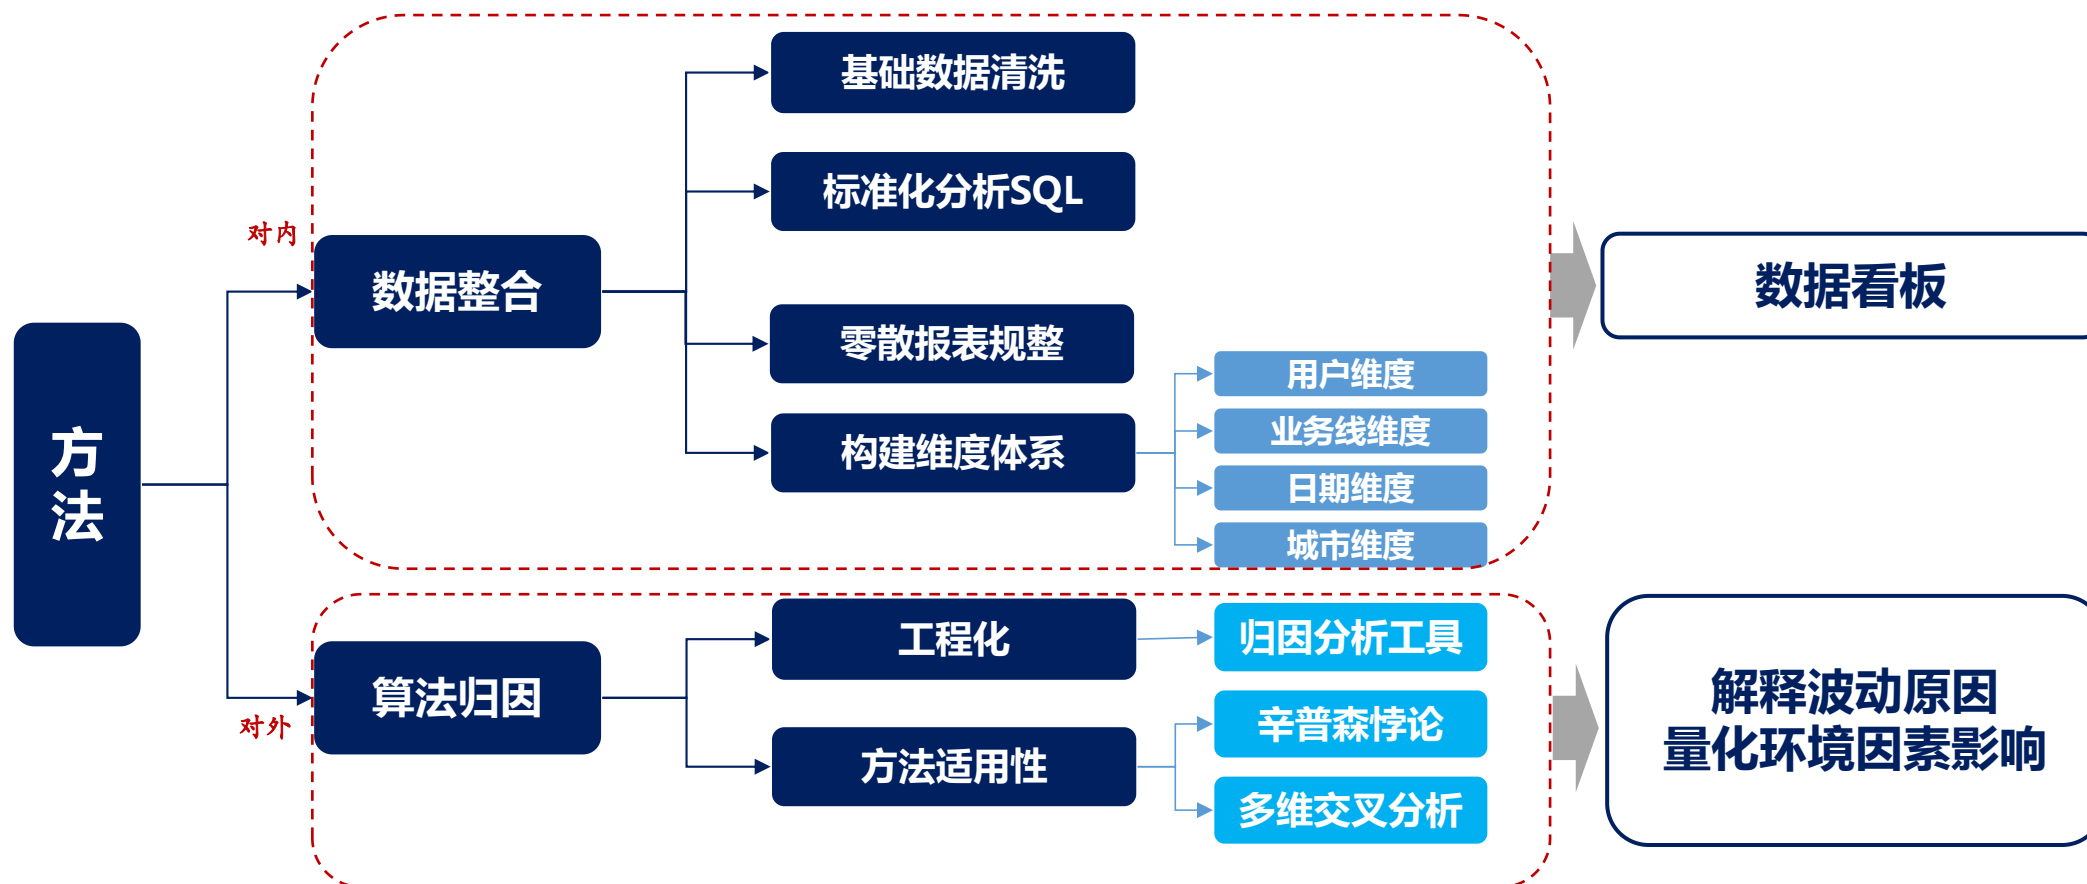 方
法
对内
数据整合
基础数据清洗
标准化分析SQL
零散报表规整
构建维度体系
用户维度
业务线维度
日期维度
城市维度
数据看板
对外
算法归因
工程化
方法适用性
归因分析工具
辛普森悖论
多维交叉分析
解释波动原因
量化环境因素影响